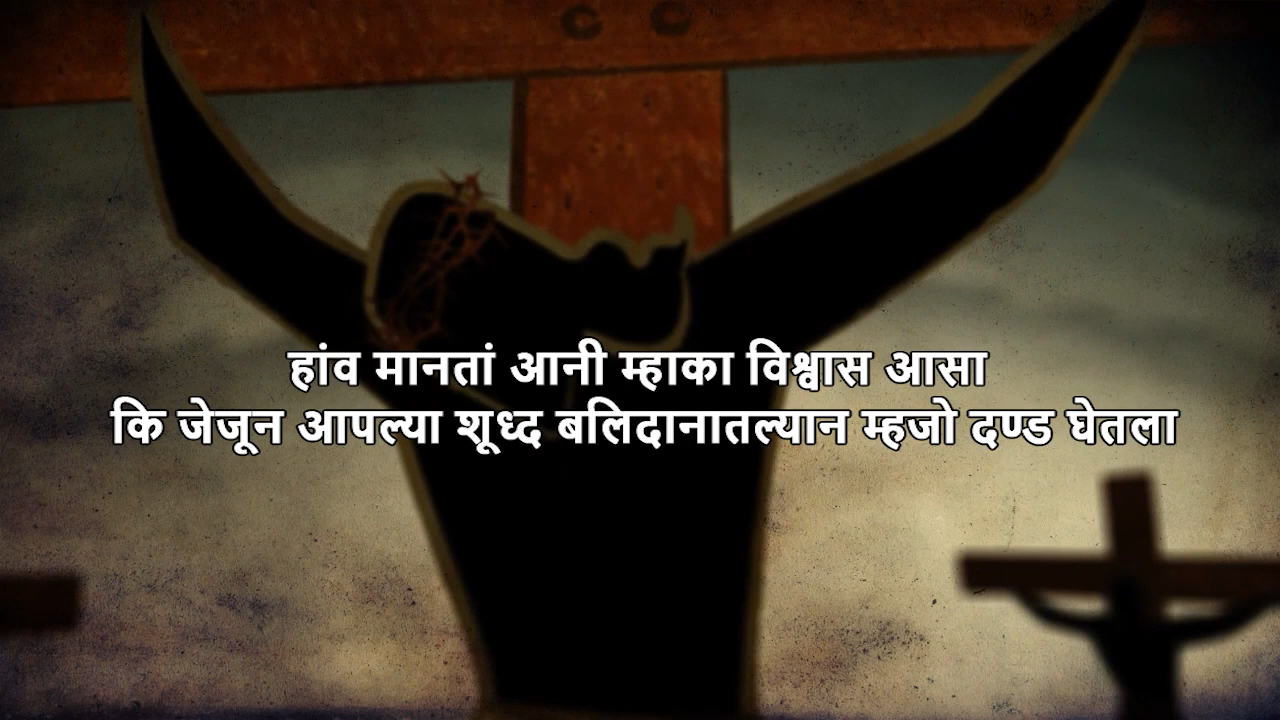 हांव मानतां आनी म्हाका विश्वास आसा
कि जेजून आपल्या शूध्द बलिदानातल्यान म्हजो दण्ड घेतला